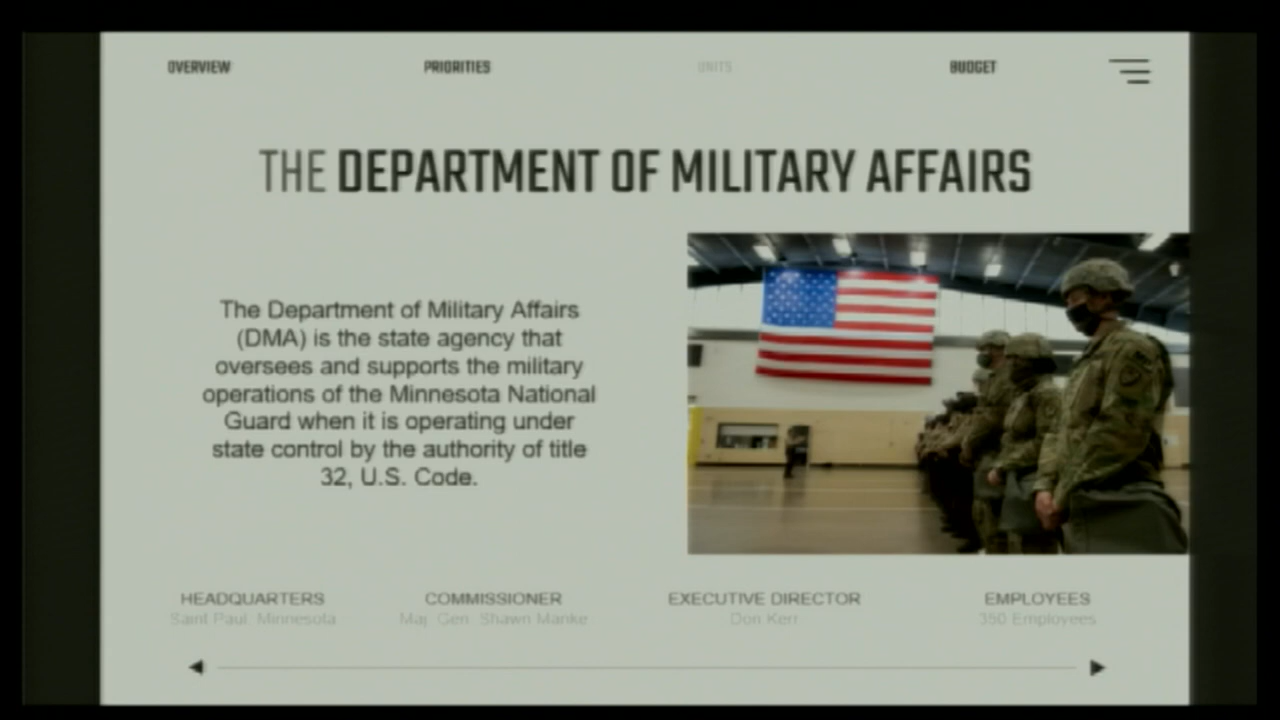 OVERVIEW PRIORITIES UNITS BUDGET
THE DEPARTMENT OF MILITARY AFFAIRS
The Department of Military Affairs
(DMA) is the state agency that
oversees and supports the military
operations of the Minnesota National
Guard when it is operating under
state control by the authority of title
32, U.S. Code.
HEADQUARTERS COMMISSIONER EXECUTIVE DIRECTOR EMPLOYEES
Saint Paul, Minnesota Maj. Gen. Shawn Manke Don Kerr 350 Employees